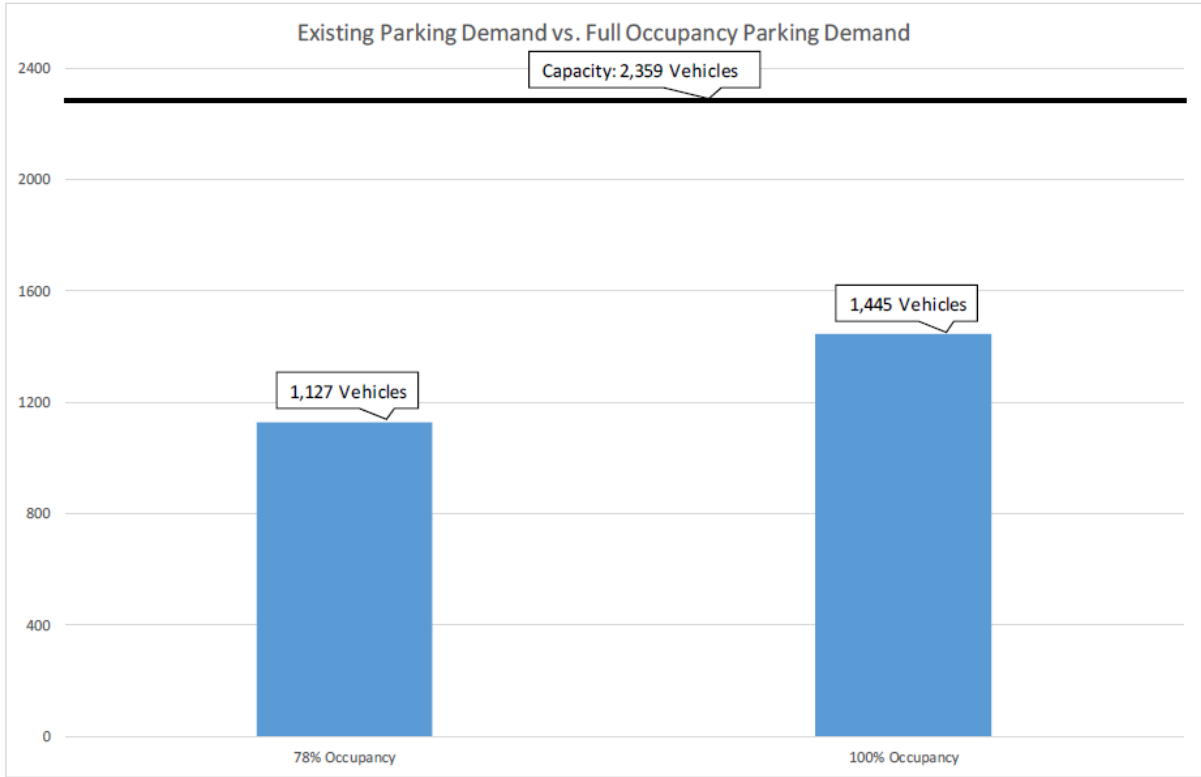 Existing Parking Demand vs. Full Occupancy Parking Demand
Capacity: 2,359 Vehicles
2400
2000
1600
1,445 Vehicles
1,127 Vehicles
1200
800
400
0
78% Occupancy
100% Occupancy